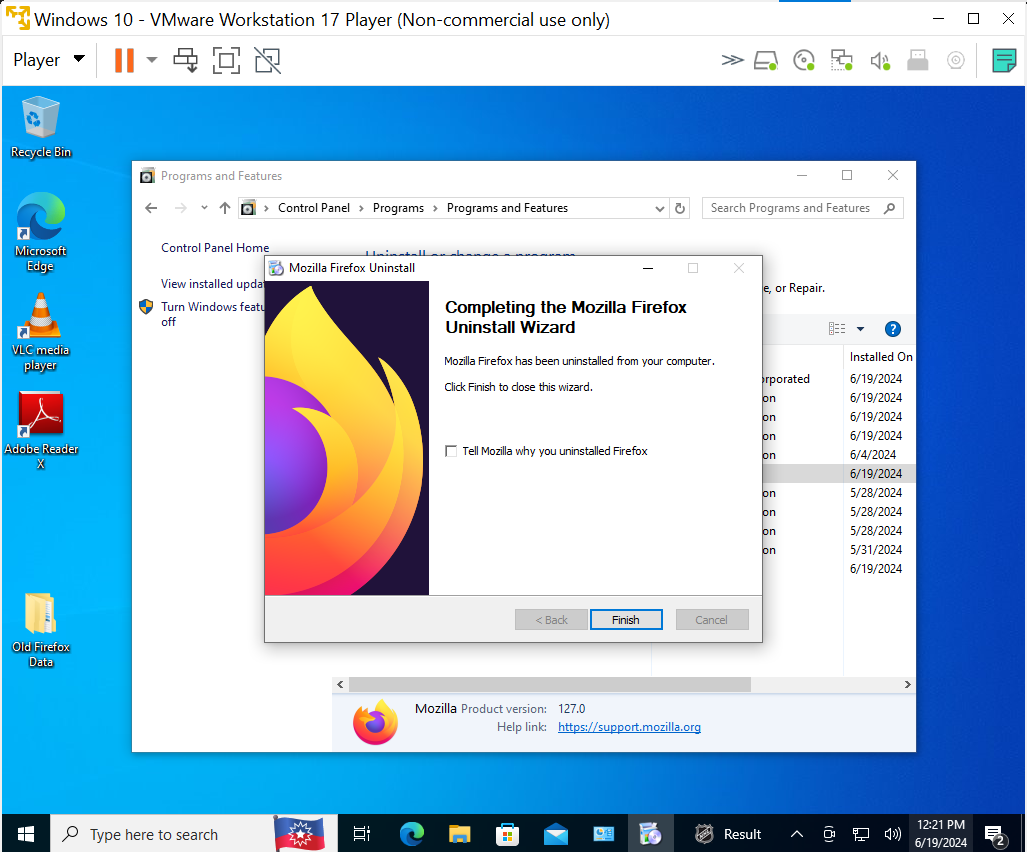 Windows 10 - VMware Workstation 17 Player (Non-commercial use only)
Player
Recycle Bin
Microsoft
Edge
VLC media
player
Adobe Reader
X
Old Firefox
Data
Programs and Features
Control Panel > Programs > Programs and Features
Search Programs and Features
Control Panel Home
View installed upda
Turn Windows featu
off
Uninstall or change a program
e, or Repair.
Installed On
orporated 6/19/2024
on 6/19/2024
on 6/19/2024
on 6/19/2024
on 6/4/2024
6/19/2024
on 5/28/2024
on 5/28/2024
on 5/28/2024
on 5/31/2024
6/19/2024
Mozilla Firefox Uninstall
Completing the Mozilla Firefox
Uninstall Wizard
Mozilla Firefox has been uninstalled from your computer.
Click Finish to close this wizard.
Tell Mozilla why you uninstalled Firefox
< Back
Finish
Cancel
Mozilla Product version: 127.0
Help link: https://support.mozilla.org
Type here to search
Result
12:21 PM
6/19/2024
2